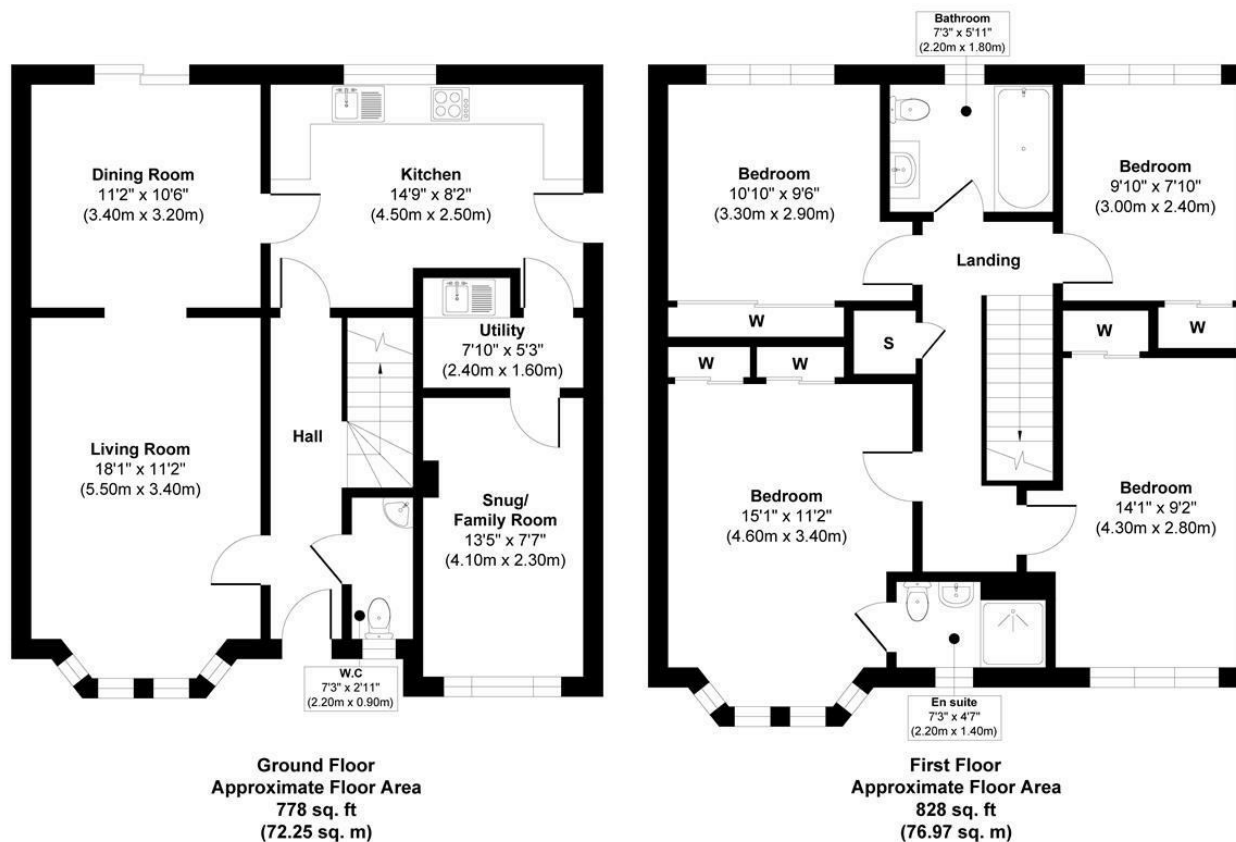 Dining Room
11'2" x 10'6"
(3.40m x 3.20m)
Kitchen
14'9" x 8'2"
(4.50m x 2.50m)
Utility
7'10" x 5'3"
(2.40m x 1.60m)
Living Room
18'1" x 11'2"
(5.50m x 3.40m)
Hall
Snug/
Family Room
13'5" x 7'7"
(4.10m x 2.30m)
W.C
7'3" x 2'11"
(2.20m x 0.90m)
Ground Floor
Approximate Floor Area
778 sq. ft
(72.25 sq. m)
Bathroom
7'3" x 5'11"
(2.20m x 1.80m)
Bedroom
10'10" x 9'6"
(3.30m x 2.90m)
Bedroom
9'10" x 7'10"
(3.00m x 2.40m)
Landing
W
S
W
W
W
W
Bedroom
15'1" x 11'2"
(4.60m x 3.40m)
Bedroom
14'1" x 9'2"
(4.30m x 2.80m)
En suite
7'3" x 4'7"
(2.20m x 1.40m)
First Floor
Approximate Floor Area
828 sq. ft
(76.97 sq. m)